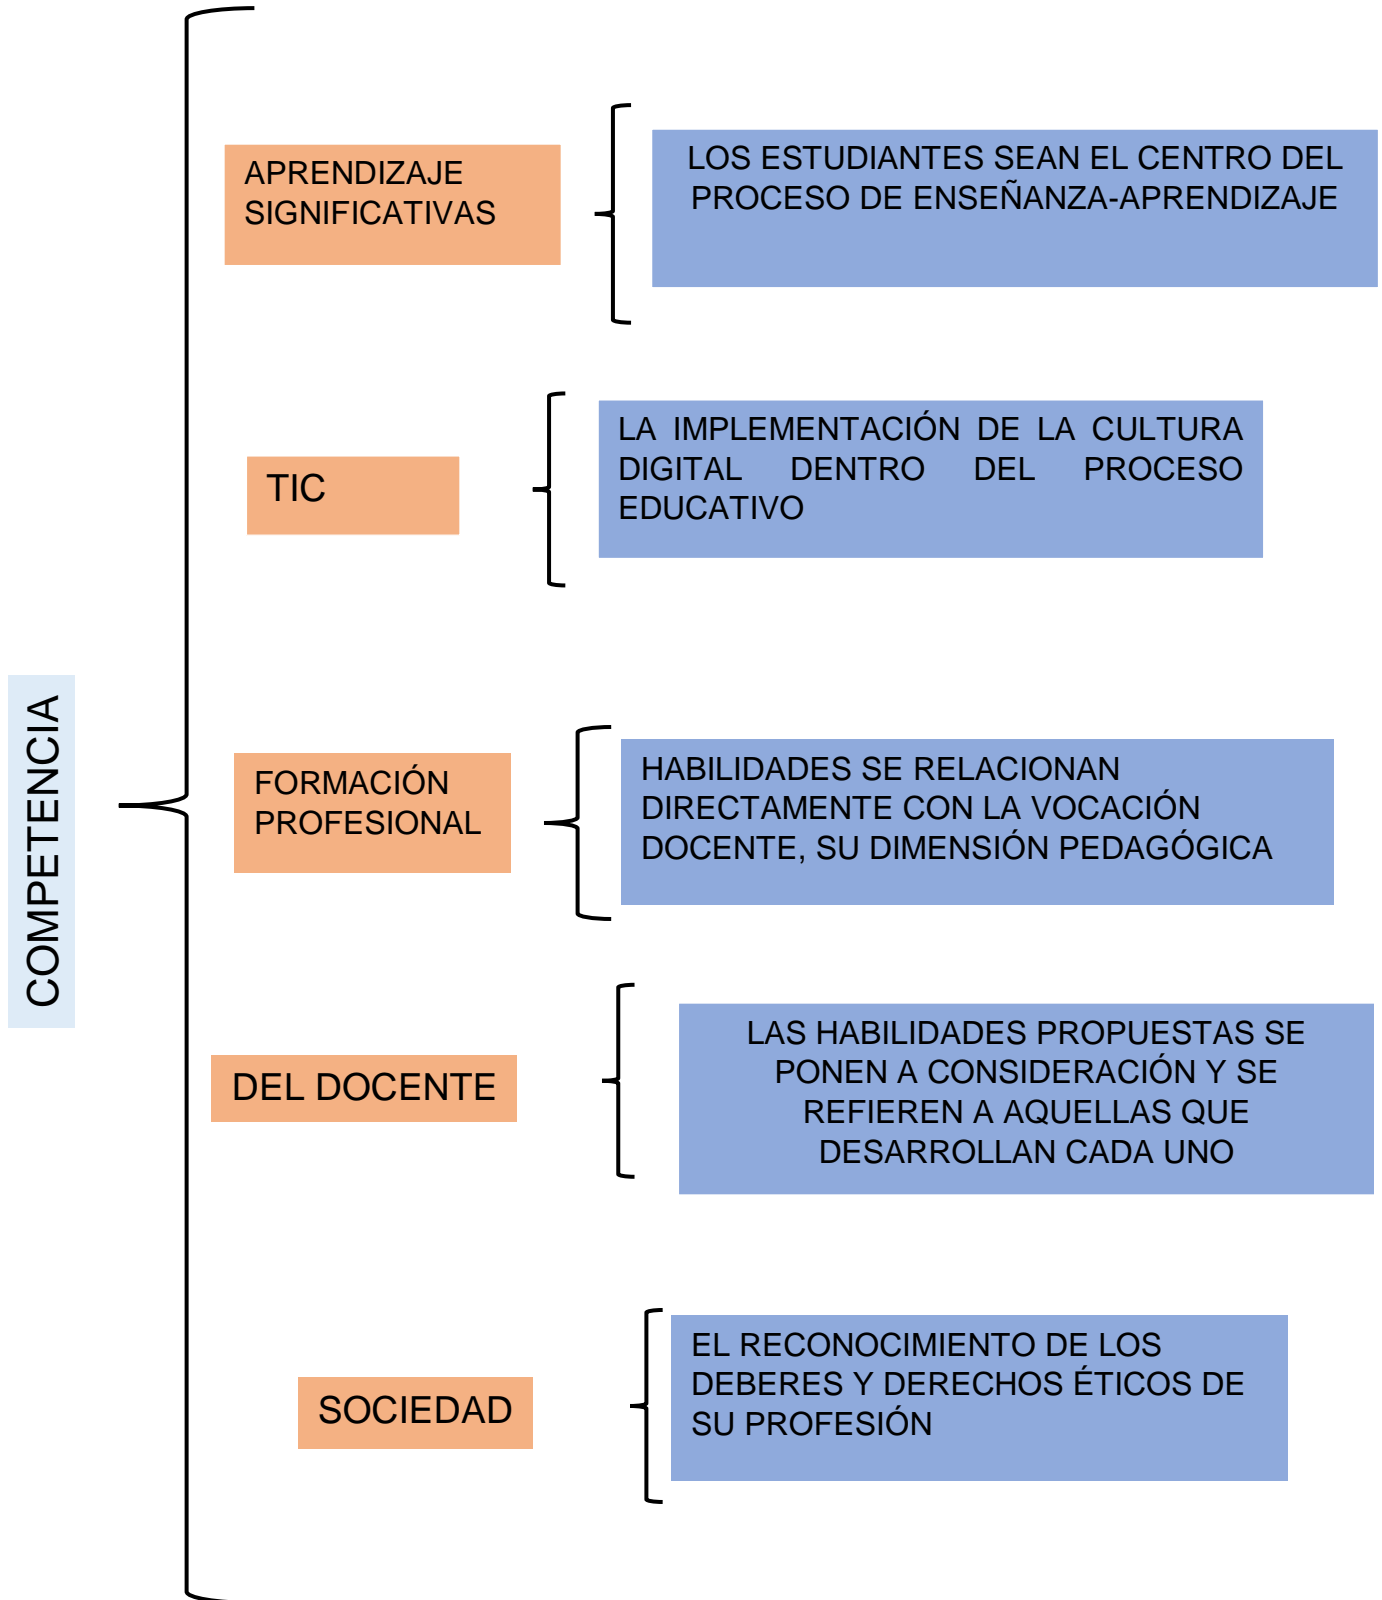 COMPETENCIA
APRENDIZAJE
SIGNIFICATIVAS
LOS ESTUDIANTES SEAN EL CENTRO DEL
PROCESO DE ENSEÑANZA-APRENDIZAJE
TIC
LA IMPLEMENTACIÓN DE LA CULTURA
DIGITAL DENTRO DEL PROCESO
EDUCATIVO
FORMACIÓN
PROFESIONAL
HABILIDADES SE RELACIONAN
DIRECTAMENTE CON LA VOCACIÓN
DOCENTE, SU DIMENSIÓN PEDAGÓGICA
DEL DOCENTE
LAS HABILIDADES PROPUESTAS SE
PONEN A CONSIDERACIÓN Y SE
REFIEREN A AQUELLAS QUE
DESARROLLAN CADA UNO
SOCIEDAD
EL RECONOCIMIENTO DE LOS
DEBERES Y DERECHOS ÉTICOS DE
SU PROFESIÓN